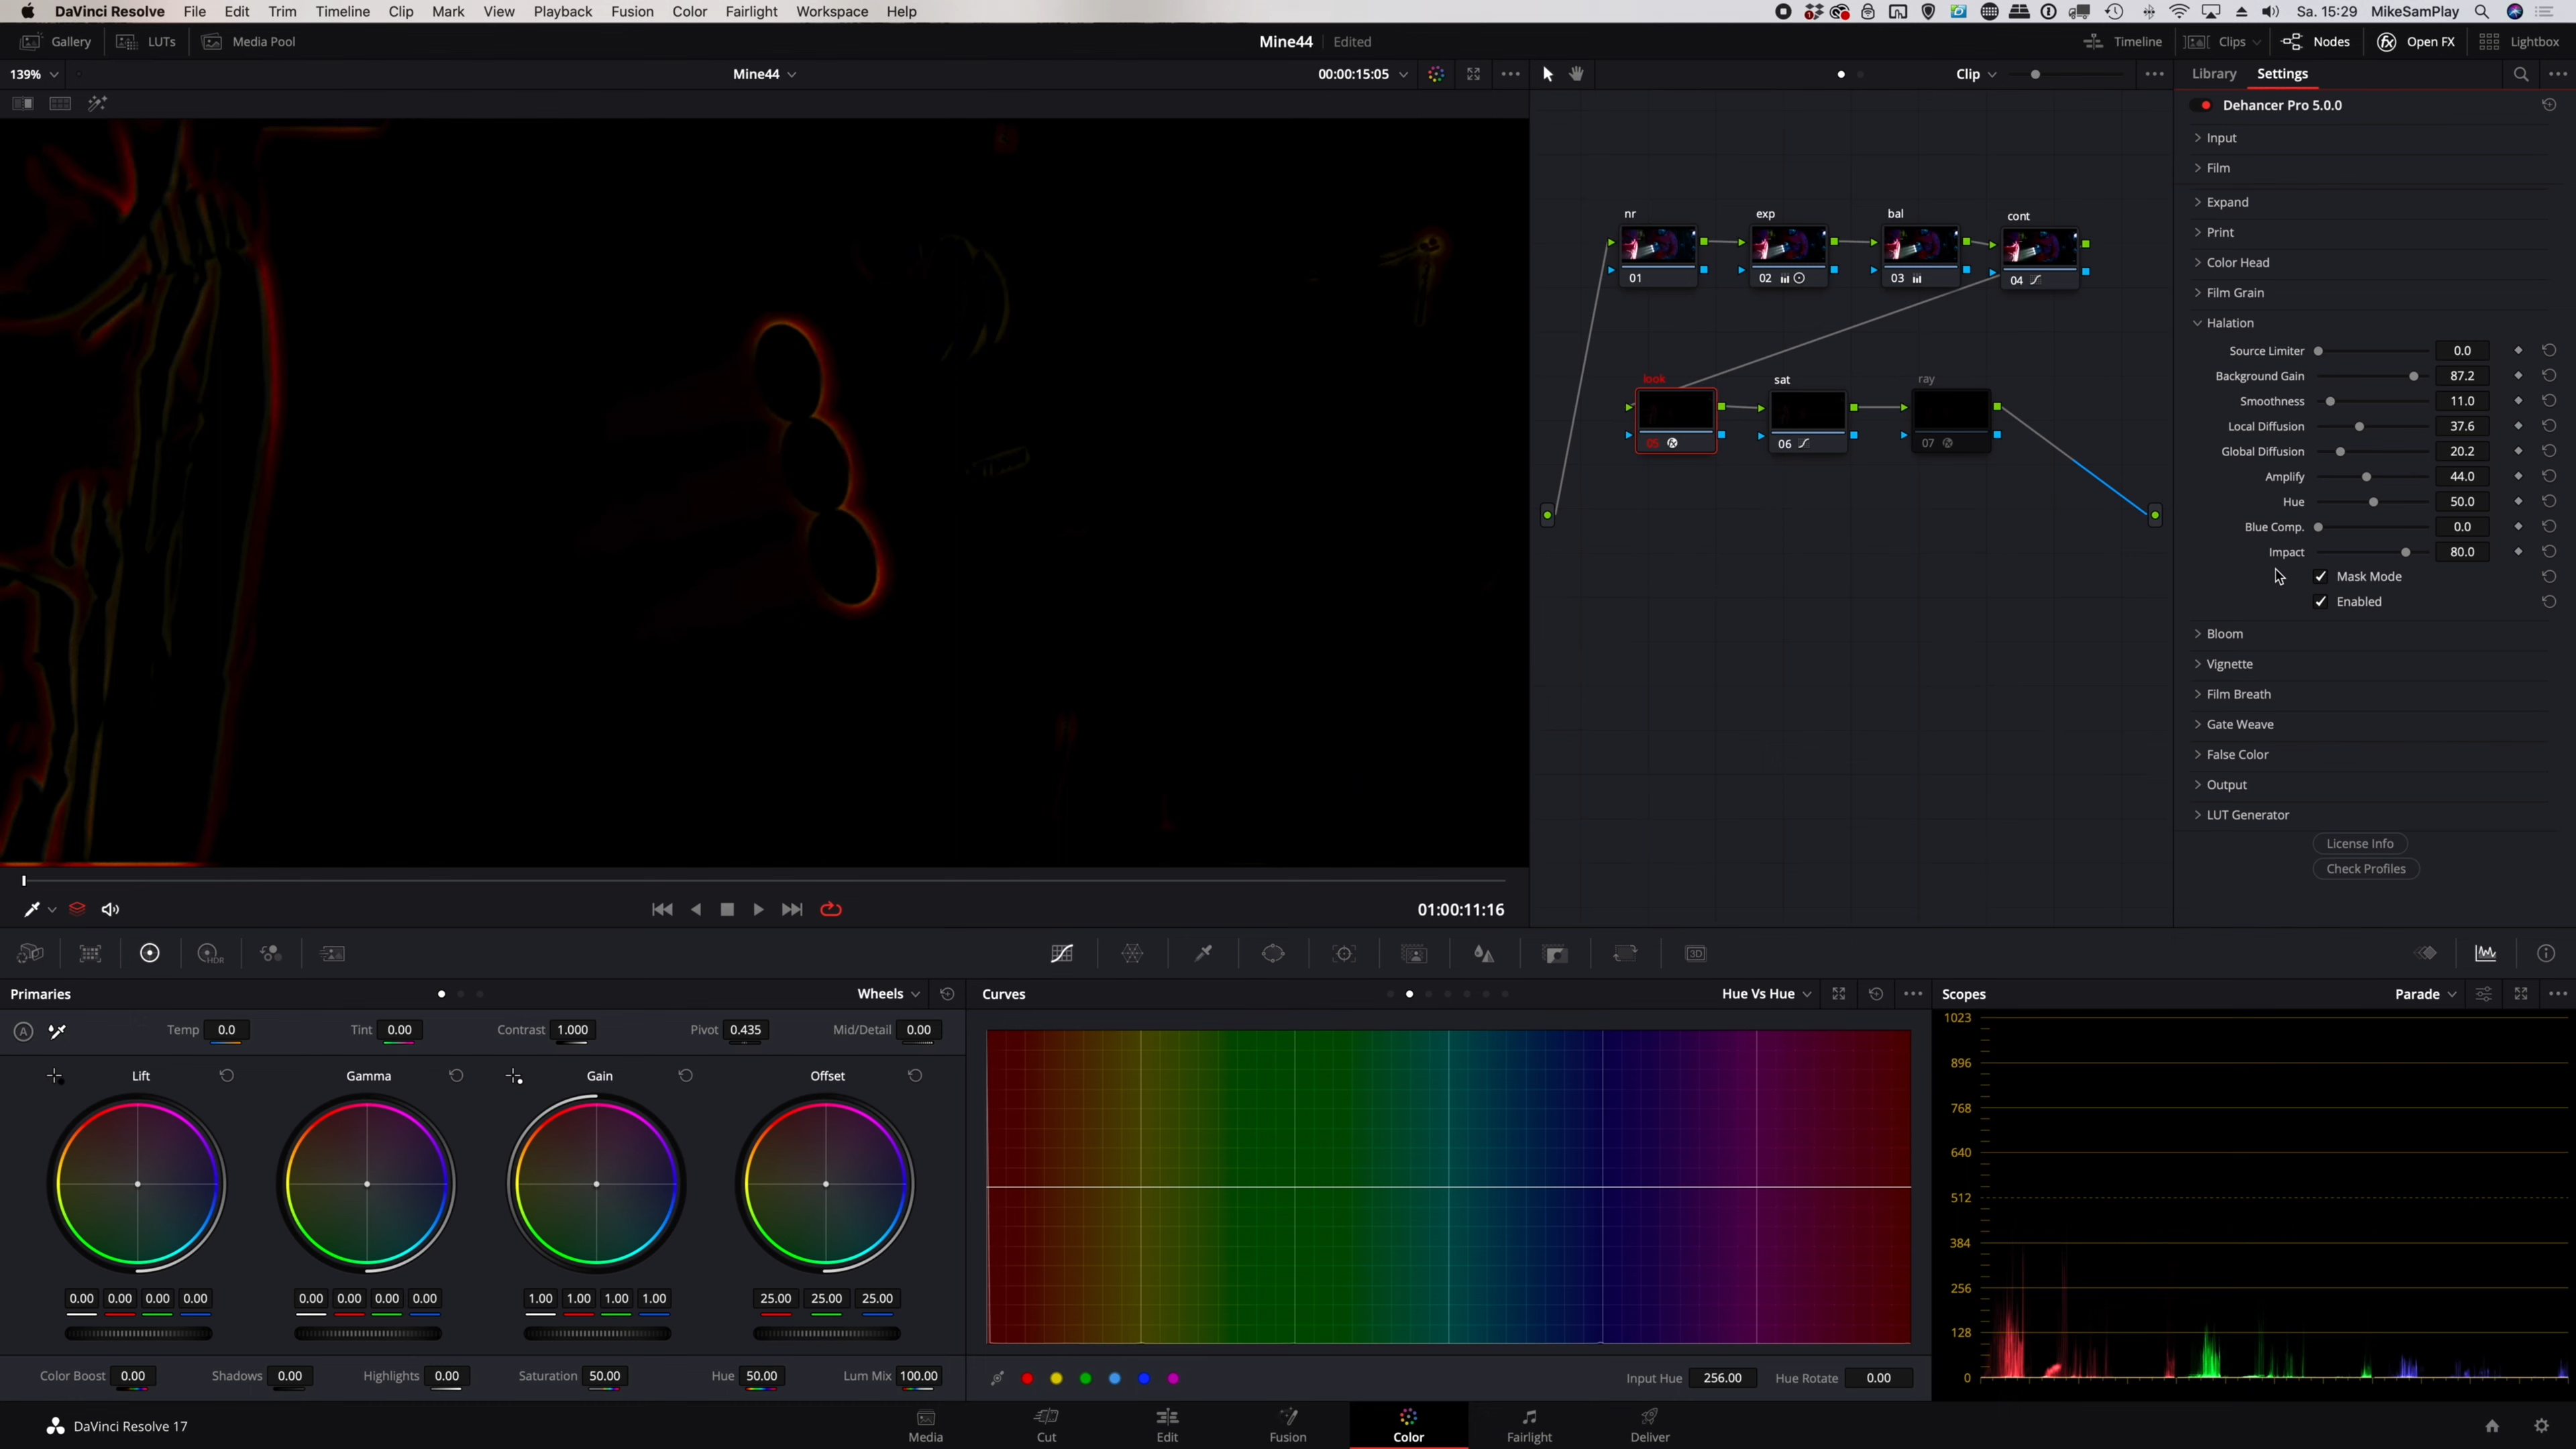 DaVinci Resolve File Edit Trim Timeline Clip Mark View Playback Fusion Color Fairlight Workspace Help Sa. 15:29 MikeSamPlay
Gallery LUTs Media Pool Mine44 Edited Timeline Clips Nodes Open FX Lightbox
139% Mine44 00:00:15:05 Clip Library Settings
Dehancer Pro 5.0.0
Input
Film
Expand
Print
Color Head
Film Grain
Halation
Source Limiter 0.0
Background Gain 87.2
Smoothness 11.0
Local Diffusion 37.6
Global Diffusion 20.2
Amplify 44.0
Hue 50.0
Blue Comp. 0.0
Impact 80.0
Mask Mode
Enabled
Bloom
Vignette
Film Breath
Gate Weave
False Color
Output
LUT Generator
License Info
Check Profiles
nr exp bal cont
01 02 03 04
look sat ray
05 06 07
01:00:11:16
HDR 3D
Primaries Wheels
Temp 0.0 Tint 0.00 Contrast 1.000 Pivot 0.435 Mid/Detail 0.00
Lift Gamma Gain Offset
0.00 0.00 0.00 0.00 0.00 0.00 0.00 0.00 1.00 1.00 1.00 1.00 25.00 25.00 25.00
Color Boost 0.00 Shadows 0.00 Highlights 0.00 Saturation 50.00 Hue 50.00 Lum Mix 100.00
Curves Hue Vs Hue
Input Hue 256.00 Hue Rotate 0.00
Scopes Parade
1023
896
768
640
512
384
256
128
0
DaVinci Resolve 17 Media Cut Edit Fusion Color Fairlight Deliver